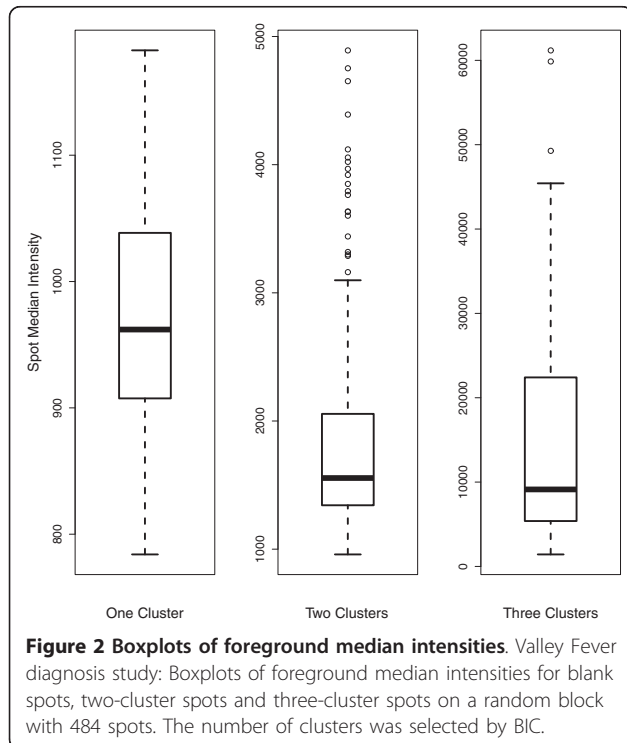 Spot Median Intensity
1100
1000
900
800
5000
4000
3000
2000
1000
60000
50000
40000
30000
20000
10000
0
One Cluster
Two Clusters
Three Clusters
Figure 2 Boxplots of foreground median intensities. Valley Fever
diagnosis study: Boxplots of foreground median intensities for blank
spots, two-cluster spots and three-cluster spots on a random block
with 484 spots. The number of clusters was selected by BIC.